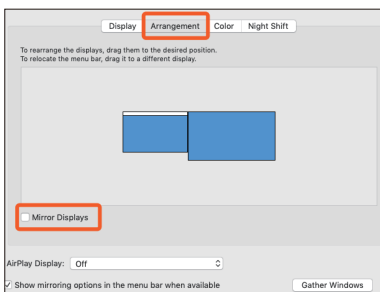 Display Arrangement Color Night Shift
To rearrange the displays, drag them to the desired position.
To relocate the menu bar, drag it to a different display.
Mirror Displays
AirPlay Display: Off
Show mirroring options in the menu bar when available
Gather Windows